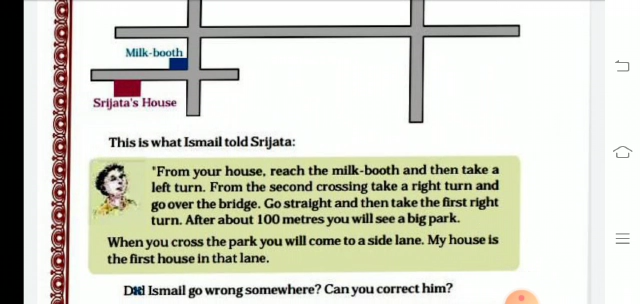 Milk-booth
Srijata's House
This is what Ismail told Srijata:
"From your house, reach the milk-booth and then take a
left turn. From the second crossing take a right turn and
go over the bridge. Go straight and then take the first right
turn. After about 100 metres you will see a big park.
When you cross the park you will come to a side lane. My house is
the first house in that lane.
Did Ismail go wrong somewhere? Can you correct him?